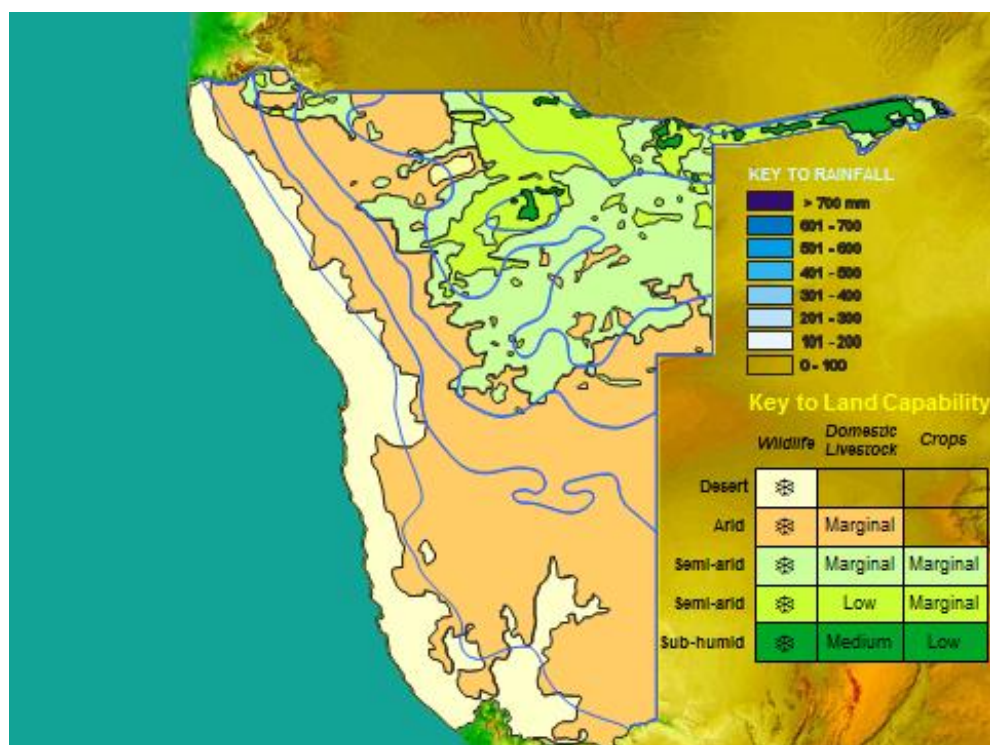 KEY TO RAINFALL
> 700 mm
601 - 700
501 - 600
401 - 500
301 - 400
201 - 300
101 - 200
0 - 100
Key to Land Capability
Wildlife Domestic Livestock Crops
Desert ❄
Arid ❄ Marginal
Semi-arid ❄ Marginal Marginal
Semi-arid ❄ Low Marginal
Sub-humid ❄ Medium Low